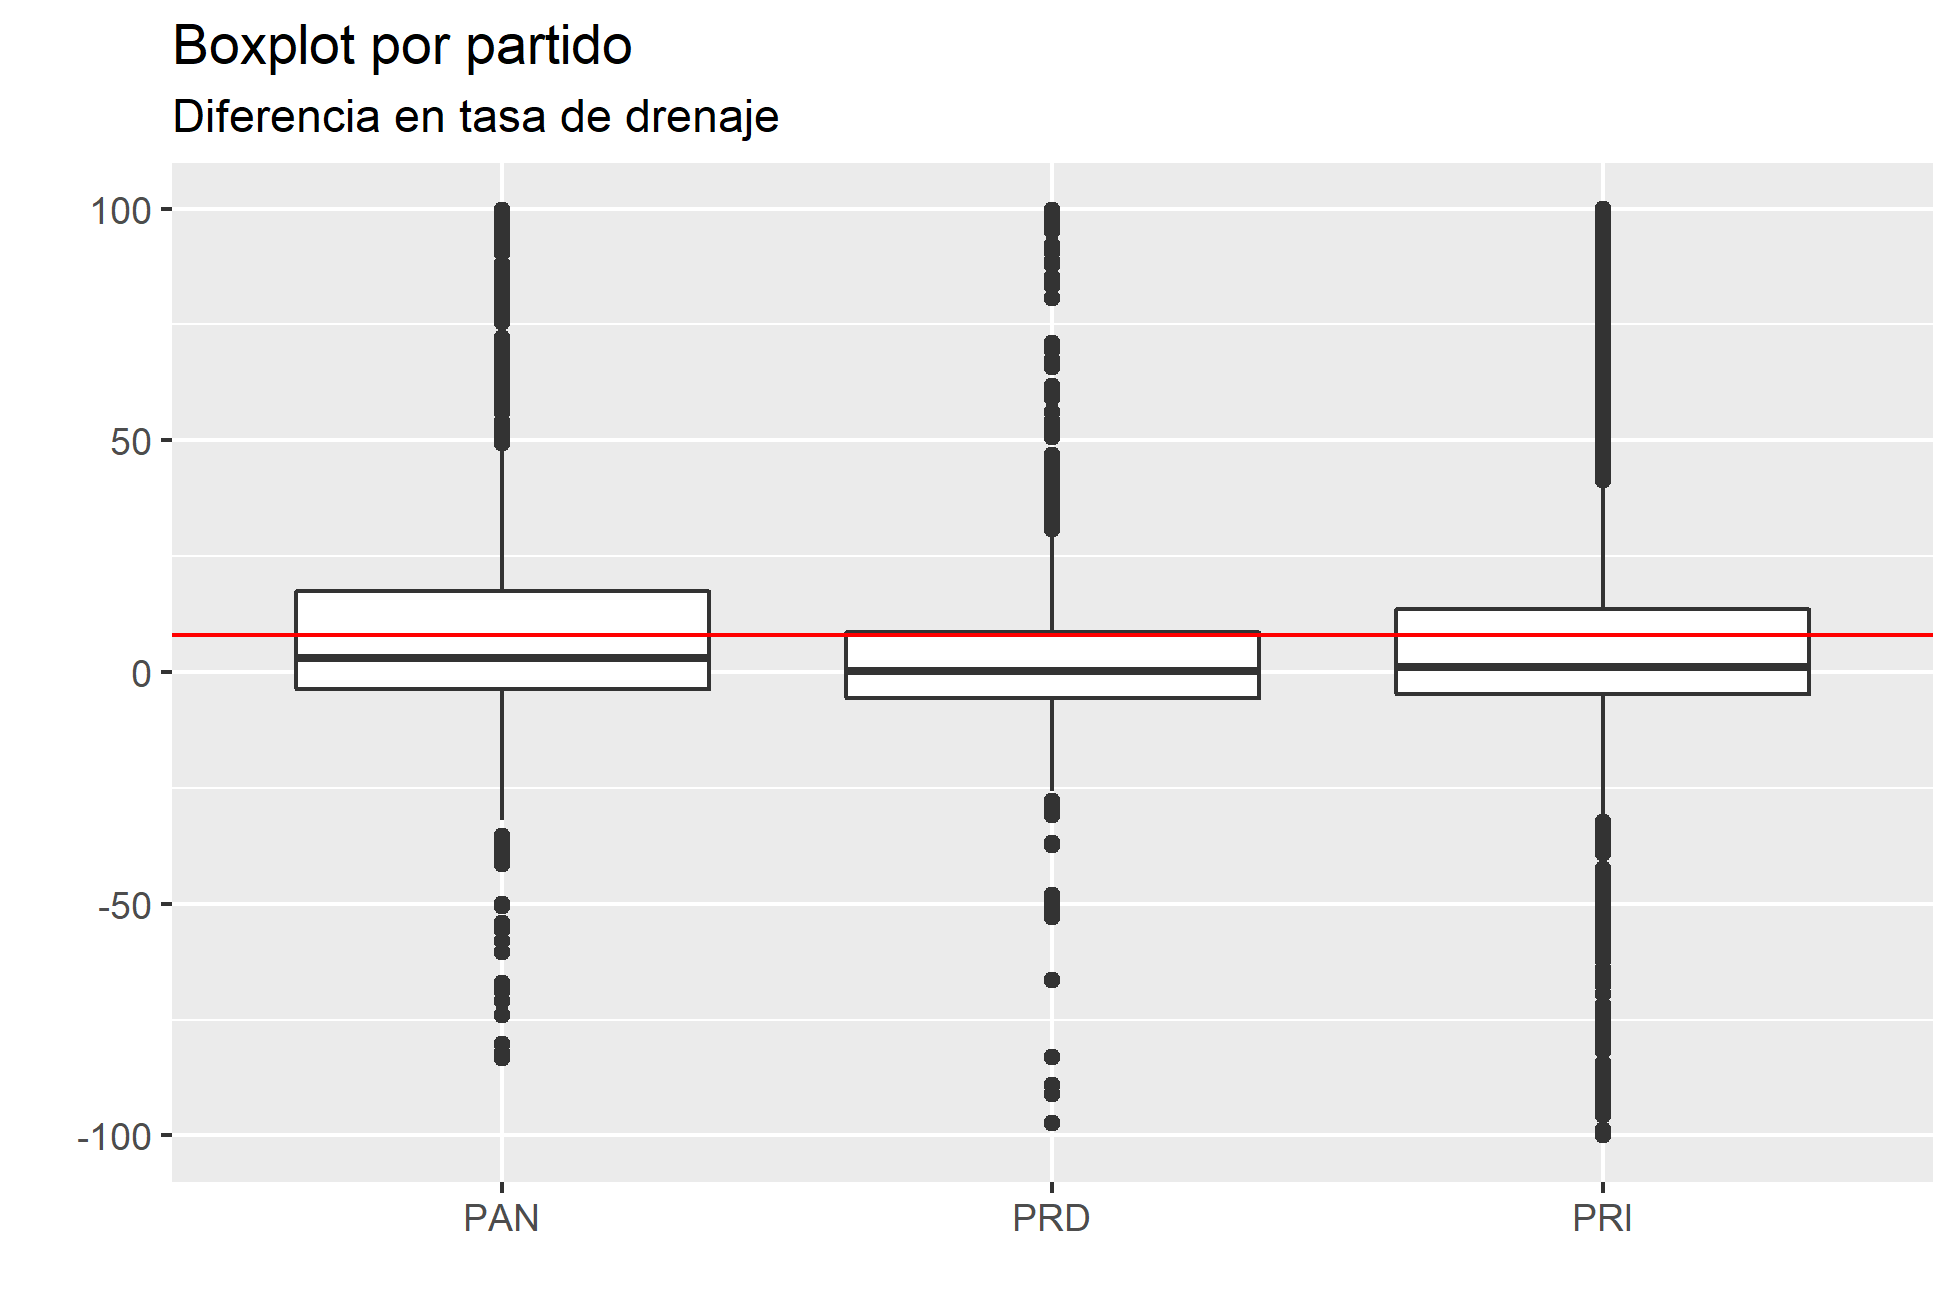 Boxplot por partido
Diferencia en tasa de drenaje
100
50
0
-50
-100
PAN PRD PRI